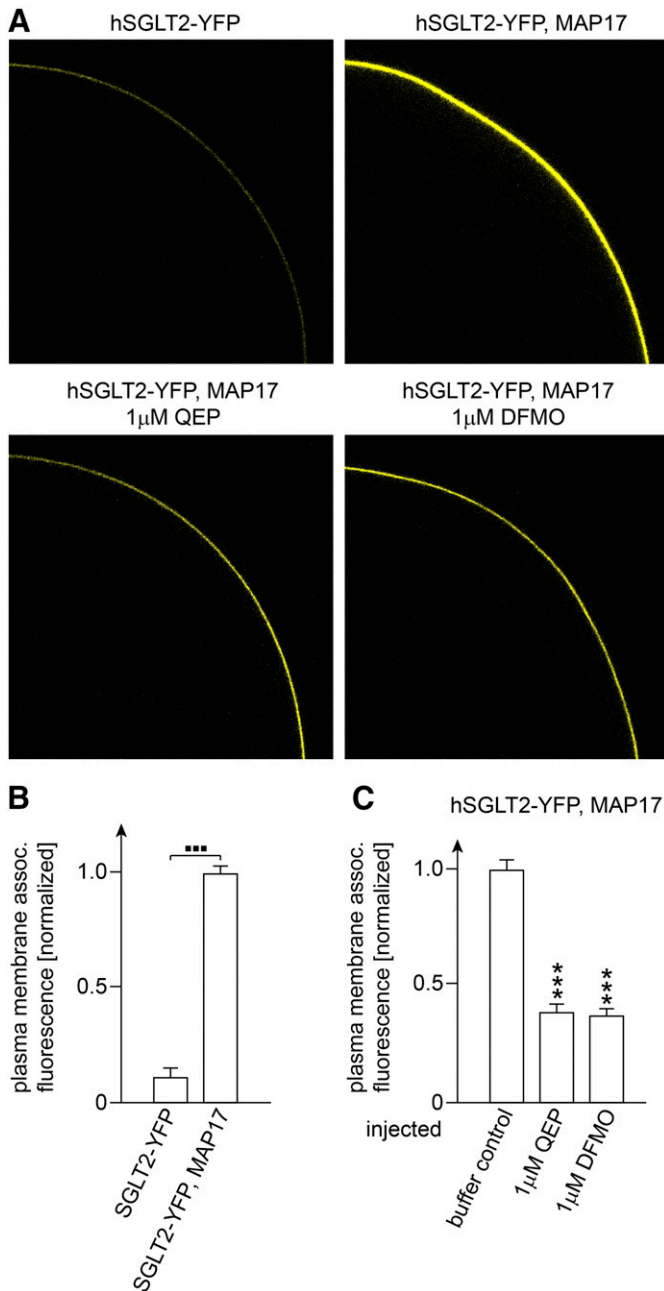 A
hSGLT2-YFP
hSGLT2-YFP, MAP17
hSGLT2-YFP, MAP17
1μM QEP
hSGLT2-YFP, MAP17
1μM DFMO
B
plasma membrane assoc.
fluorescence [normalized]
1.0
0.5
0
SGLT2-YFP
SGLT2-YFP, MAP17
C
hSGLT2-YFP, MAP17
plasma membrane assoc.
fluorescence [normalized]
1.0
0.5
0
***
***
injected
buffer control
1μM QEP
1μM DFMO